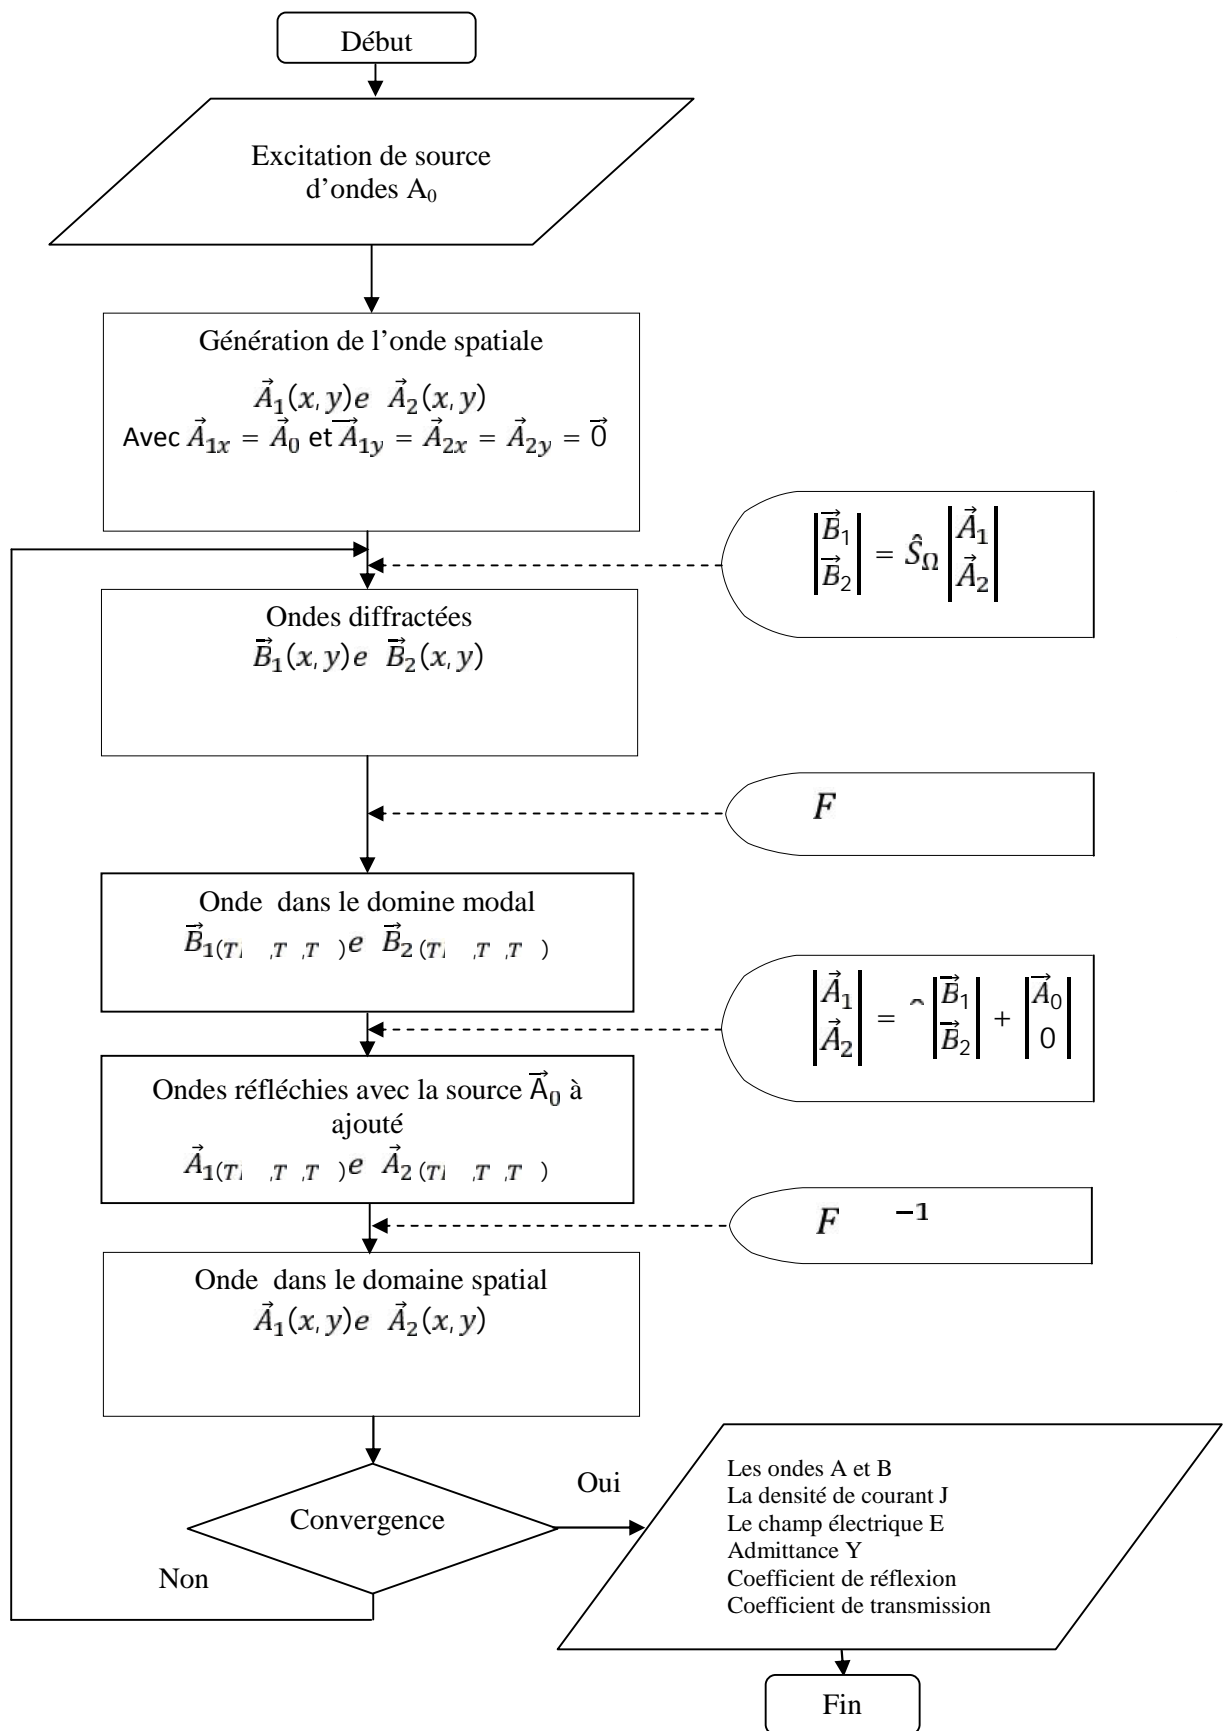 Début
Excitation de source
d’ondes A₀
Génération de l’onde spatiale
A⃗₁(x, y)e A⃗₂(x, y)
Avec A⃗₁ₓ = A⃗₀ et A⃗₁ᵧ = A⃗₂ₓ = A⃗₂ᵧ = 0⃗
|B⃗₁| = Ŝ_Ω |A⃗₁|
|B⃗₂| |A⃗₂|
Ondes diffractées
B⃗₁(x, y)e B⃗₂(x, y)
F
Onde dans le domine modal
B⃗₁(T ,T ,T )e B⃗₂(T ,T ,T )
|A⃗₁| = ^ |B⃗₁| + |A⃗₀|
|A⃗₂| |B⃗₂| |0|
Ondes réfléchies avec la source A⃗₀ à
ajouté
A⃗₁(T ,T ,T )e A⃗₂(T ,T ,T )
F ⁻¹
Onde dans le domaine spatial
A⃗₁(x, y)e A⃗₂(x, y)
Convergence
Oui
Non
Les ondes A et B
La densité de courant J
Le champ électrique E
Admittance Y
Coefficient de réflexion
Coefficient de transmission
Fin